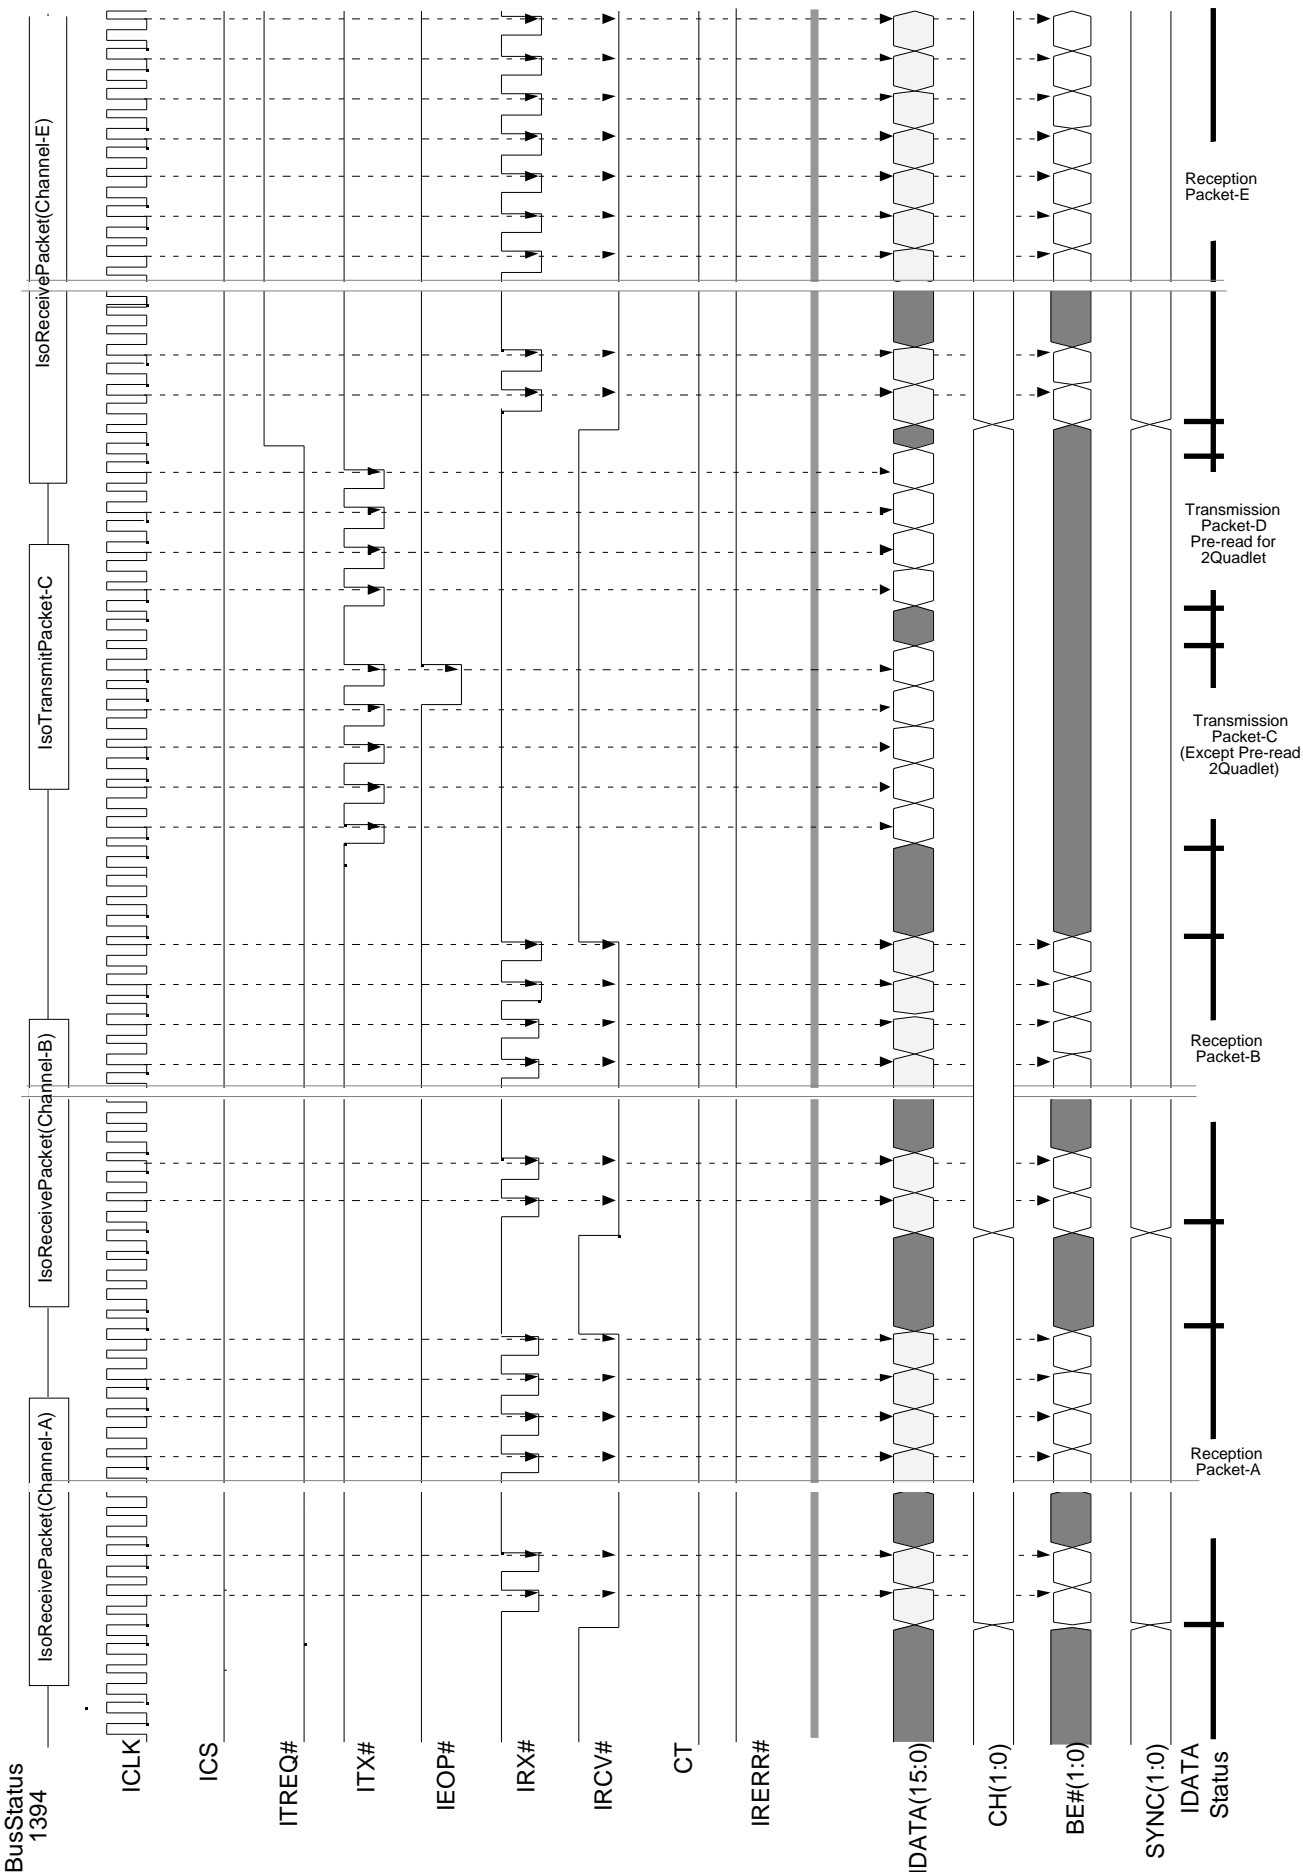 BusStatus
1394
IsoReceivePacket(Channel-A)
IsoReceivePacket(Channel-B)
IsoTransmitPacket-C
IsoReceivePacket(Channel-E)
ICLK
ICS
ITREQ#
ITX#
IEOP#
IRX#
IRCV#
CT
IRERR#
IDATA(15:0)
CH(1:0)
BE#(1:0)
SYNC(1:0)
IDATA
Status
Reception
Packet-A
Reception
Packet-B
Transmission
Packet-C
(Except Pre-read
2Quadlet)
Transmission
Packet-D
Pre-read for
2Quadlet
Reception
Packet-E